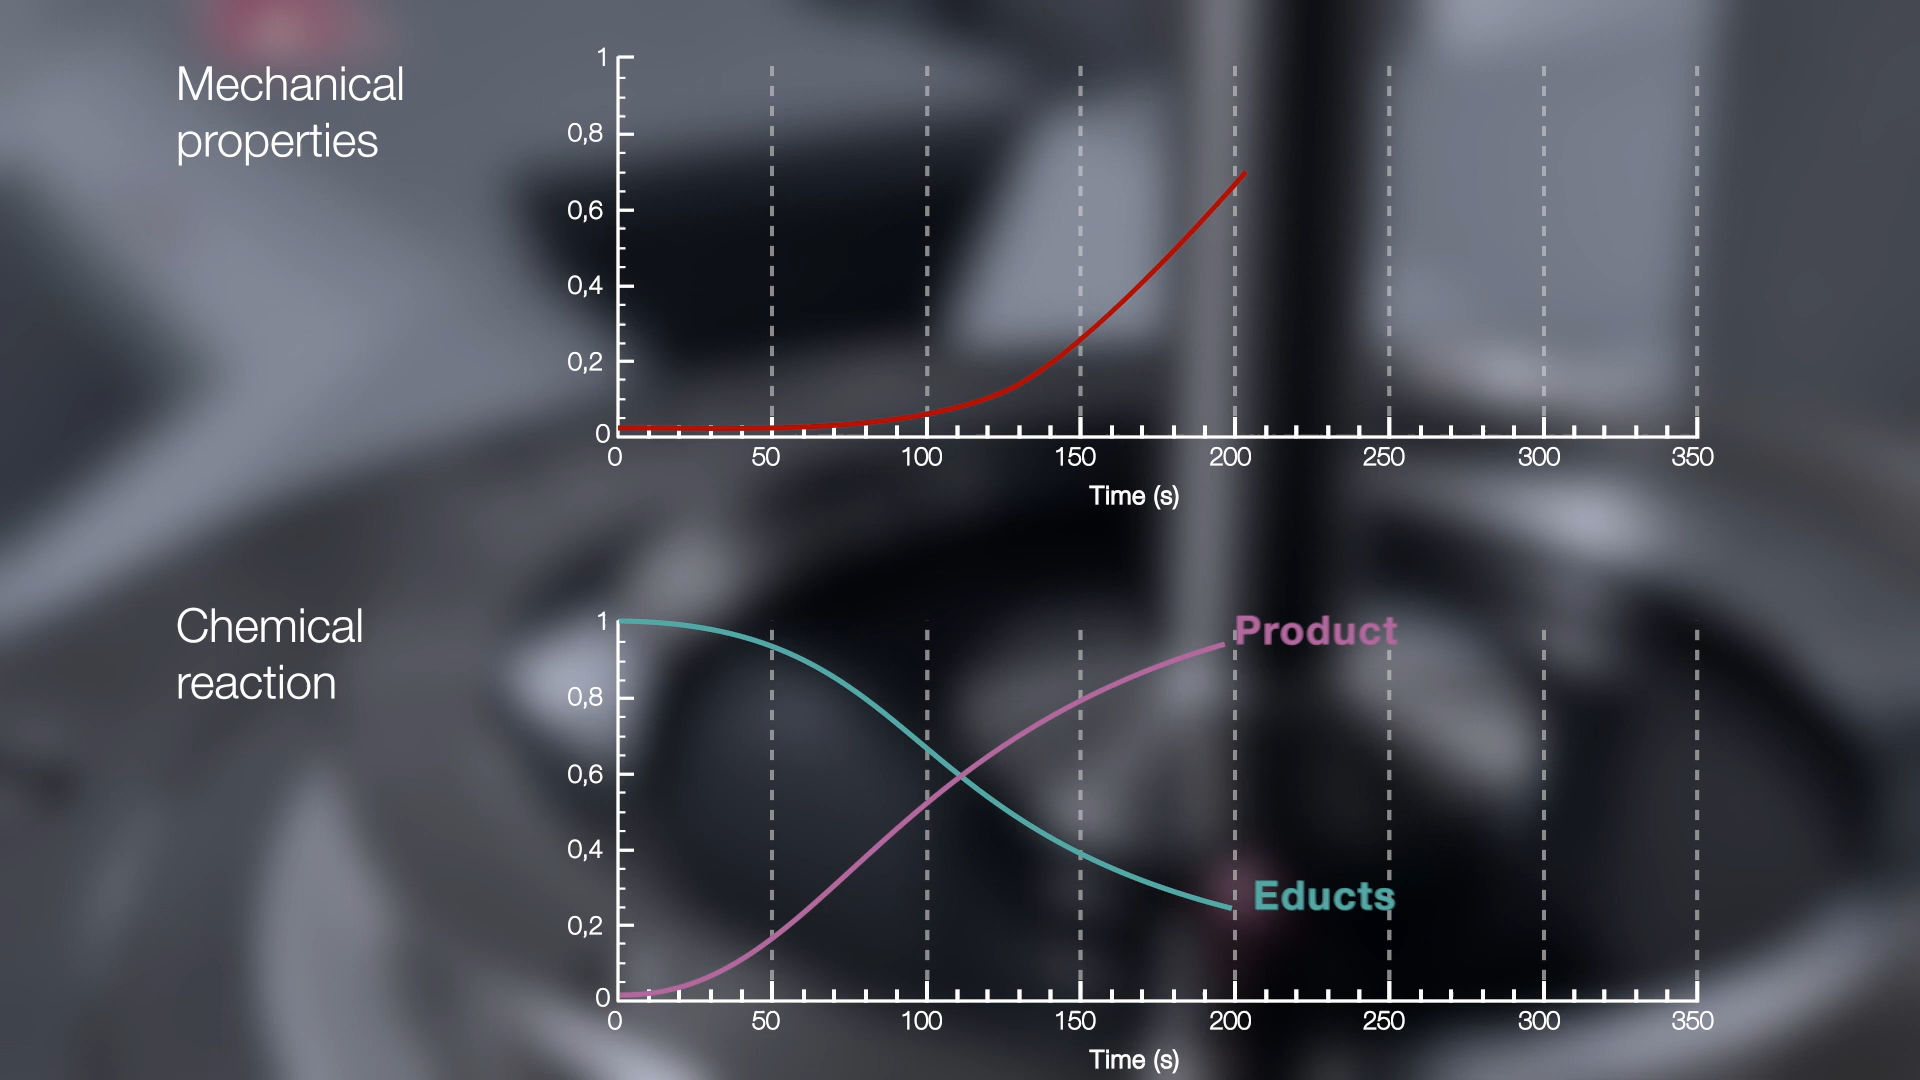 Mechanical
properties
1
0,8
0,6
0,4
0,2
0
0 50 100 150 200 250 300 350
Time (s)
Chemical
reaction
1
0,8
0,6
0,4
0,2
0
Product
Educts
0 50 100 150 200 250 300 350
Time (s)